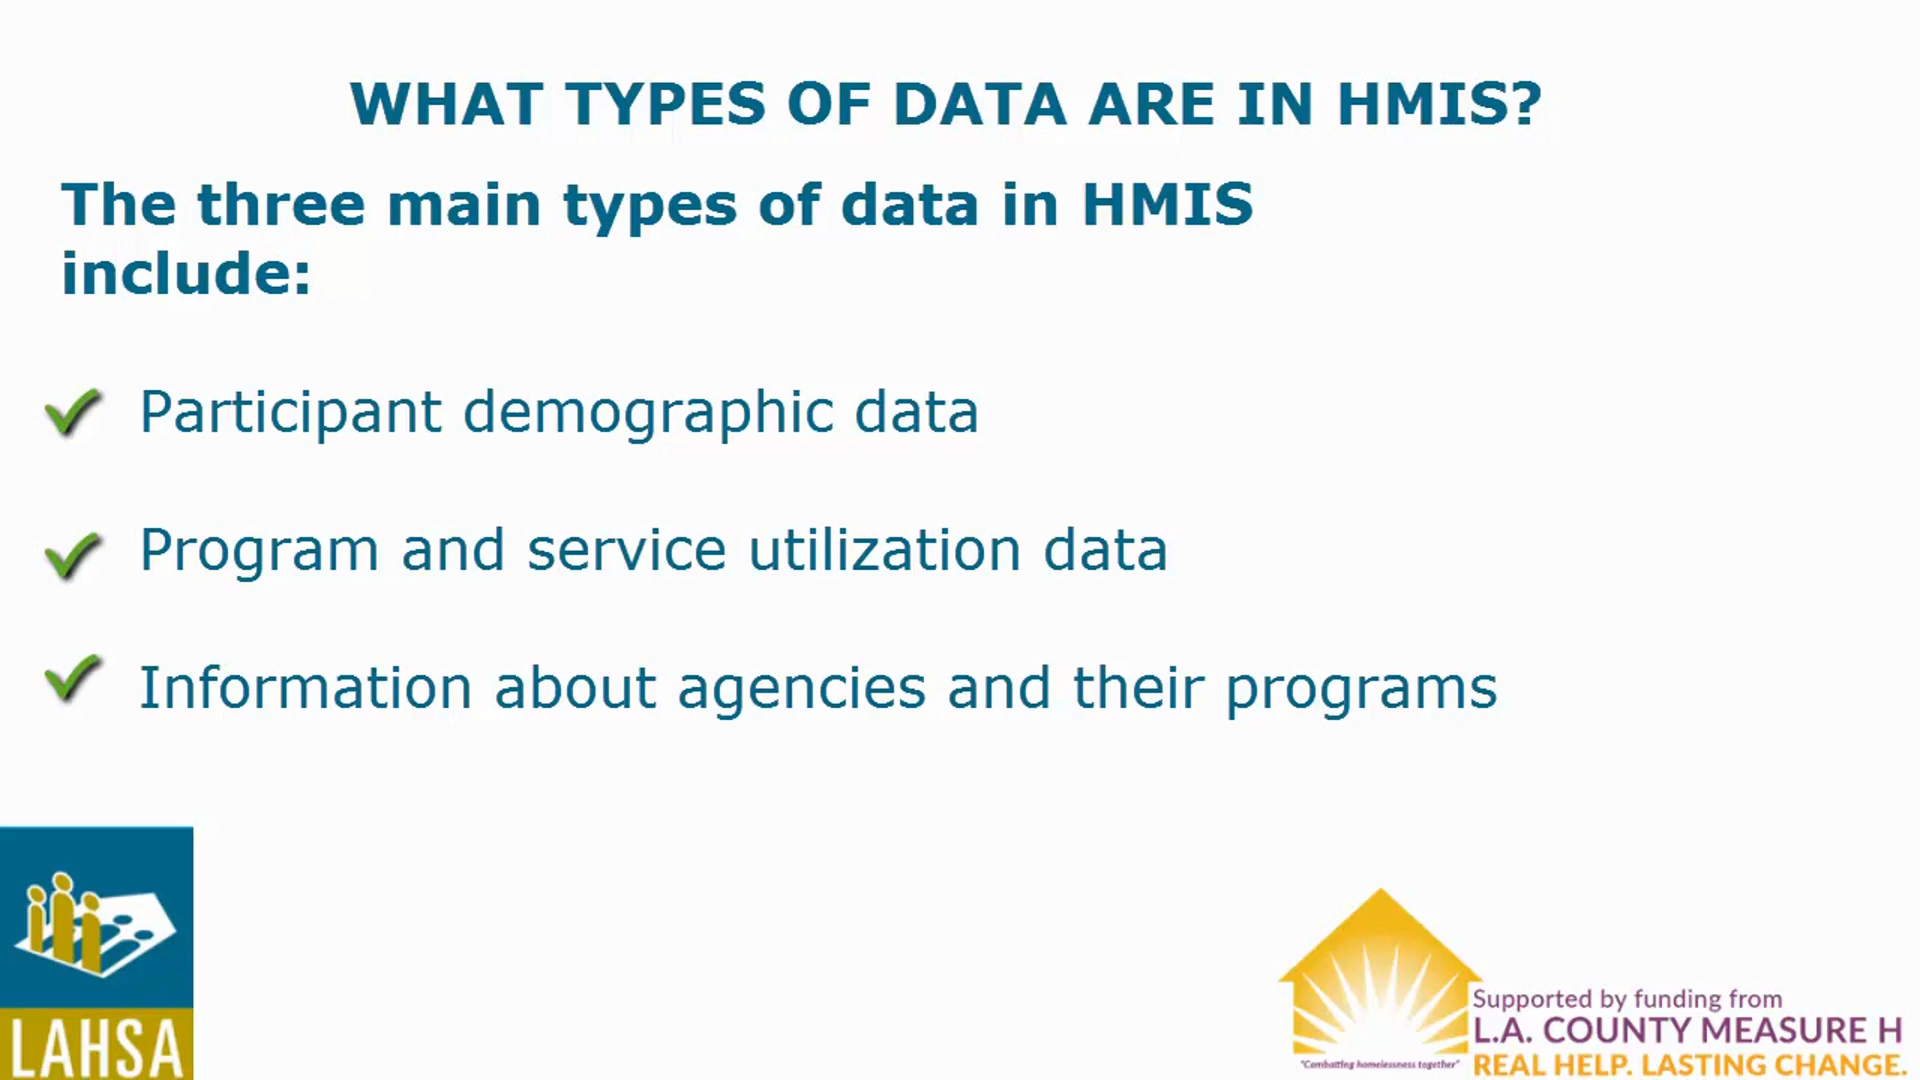 WHAT TYPES OF DATA ARE IN HMIS?
The three main types of data in HMIS
include:
Participant demographic data
Program and service utilization data
Information about agencies and their programs
LAHSA
"Combatting homelessness together"
Supported by funding from
L.A. COUNTY MEASURE H
REAL HELP. LASTING CHANGE.